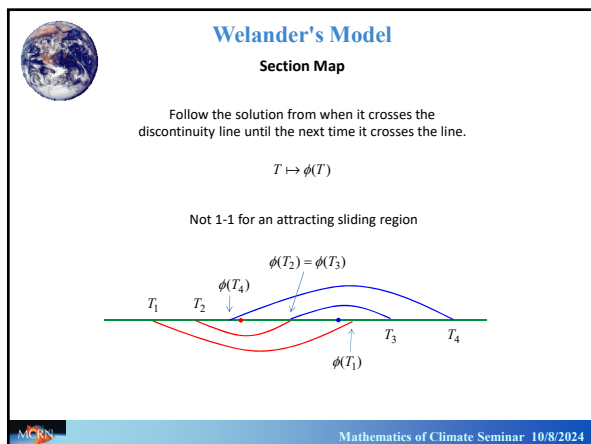 Welander's Model
Section Map
Follow the solution from when it crosses the
discontinuity line until the next time it crosses the line.
T ↦ ϕ(T)
Not 1-1 for an attracting sliding region
ϕ(T₂) = ϕ(T₃)
ϕ(T₄)
T₁ T₂
T₃ T₄
ϕ(T₁)
MCRN
Mathematics of Climate Seminar 10/8/2024